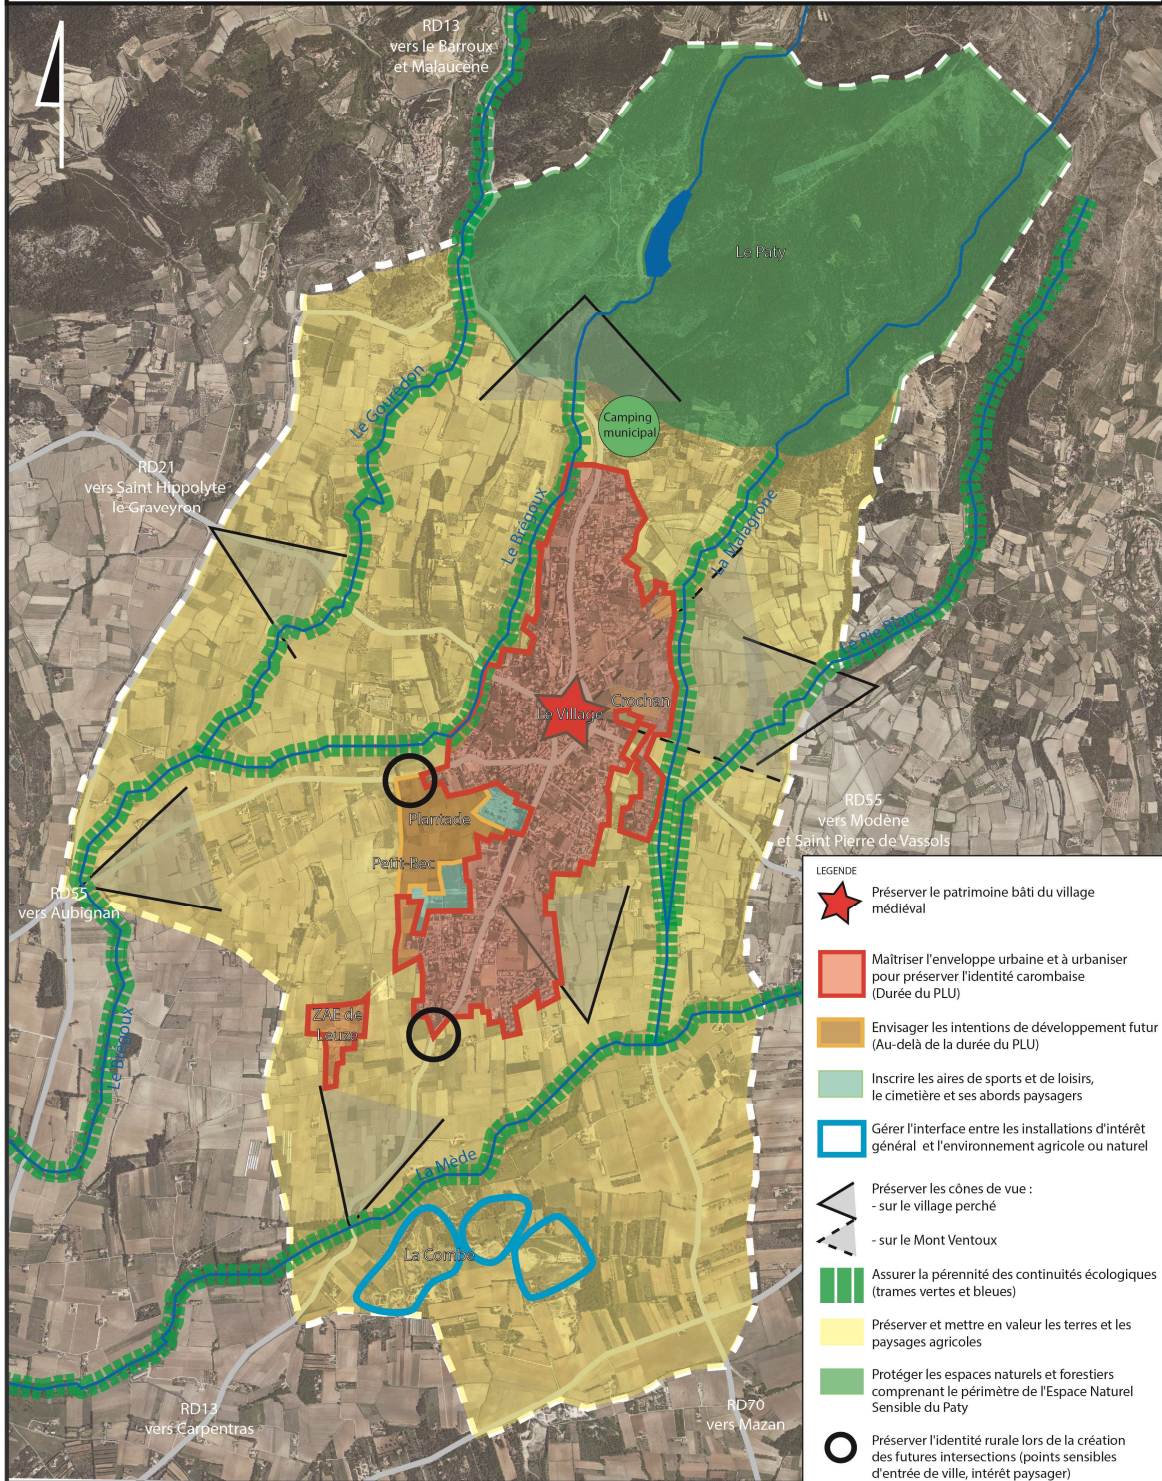 RD13
vers le Barroux
et Malaucène
Le Paty
Le Gourédon
Camping
municipal
RD21
vers Saint Hippolyte
le Graveyron
Le Brégoux
La Malagrone
Le Pie Blanc
Crochan
Le Village
Plantade
Petit-Bec
RD55
vers Modène
et Saint Pierre de Vassols
RD55
vers Aubignan
ZAE de
Leuze
Le Brégoux
La Mède
La Combe
RD13
vers Carpentras
RD70
vers Mazan
LEGENDE
Préserver le patrimoine bâti du village
médiéval
Maîtriser l'enveloppe urbaine et à urbaniser
pour préserver l'identité carombaise
(Durée du PLU)
Envisager les intentions de développement futur
(Au-delà de la durée du PLU)
Inscrire les aires de sports et de loisirs,
le cimetière et ses abords paysagers
Gérer l'interface entre les installations d'intérêt
général et l'environnement agricole ou naturel
Préserver les cônes de vue :
- sur le village perché
- sur le Mont Ventoux
Assurer la pérennité des continuités écologiques
(trames vertes et bleues)
Préserver et mettre en valeur les terres et les
paysages agricoles
Protéger les espaces naturels et forestiers
comprenant le périmètre de l'Espace Naturel
Sensible du Paty
Préserver l'identité rurale lors de la création
des futures intersections (points sensibles
d'entrée de ville, intérêt paysager)